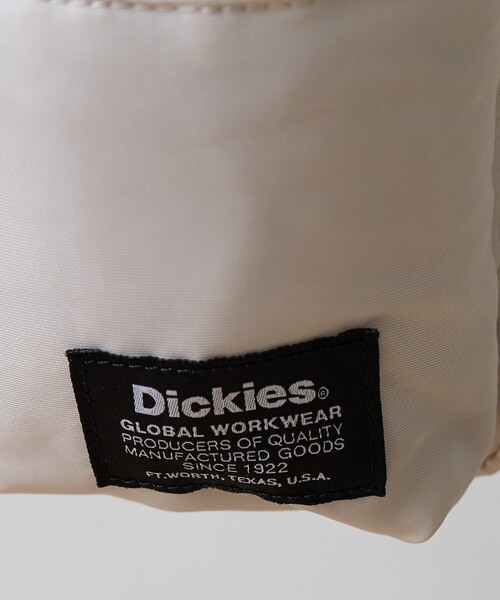 Dickies®
GLOBAL WORKWEAR
PRODUCERS OF QUALITY
MANUFACTURED GOODS
SINCE 1922
FT.WORTH, TEXAS, U.S.A.